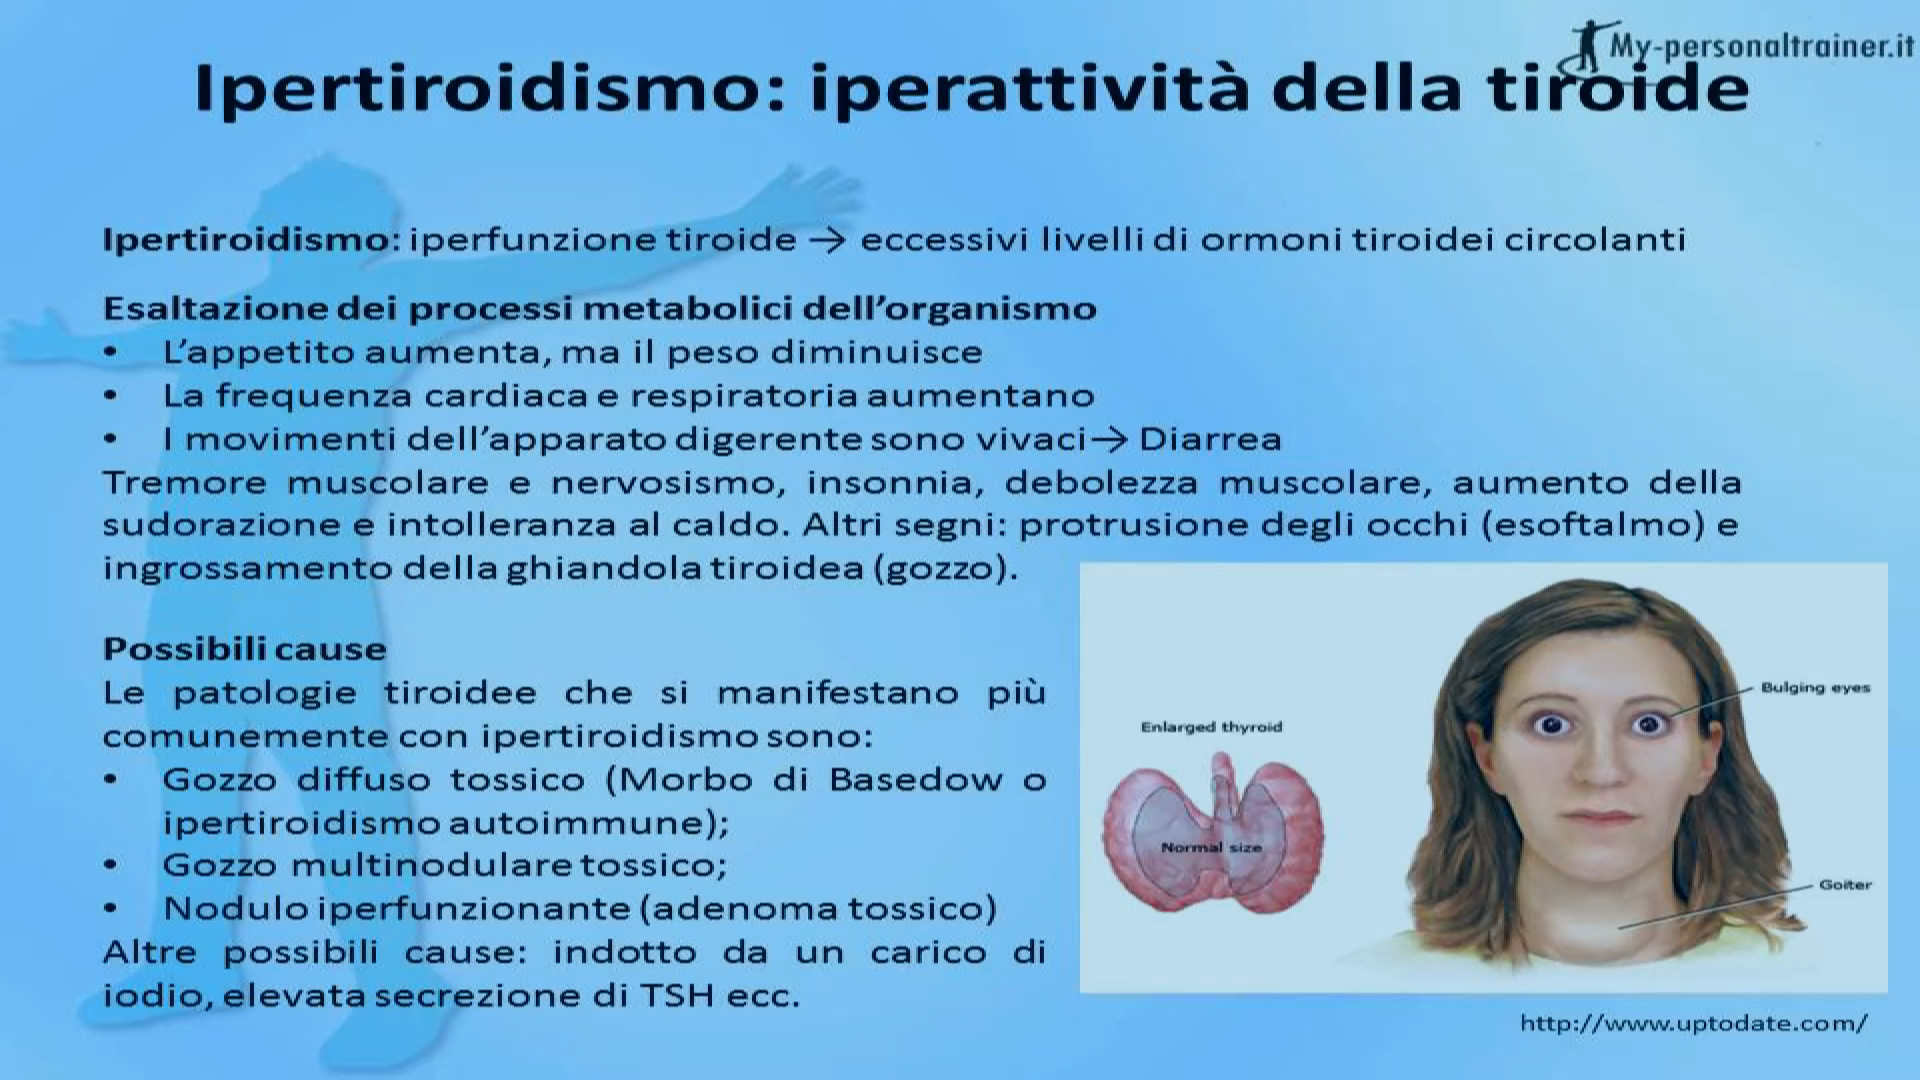 My-personaltrainer.it
Ipertiroidismo: iperattività della tiroide
Ipertiroidismo: iperfunzione tiroide → eccessivi livelli di ormoni tiroidei circolanti
Esaltazione dei processi metabolici dell’organismo
• L’appetito aumenta, ma il peso diminuisce
• La frequenza cardiaca e respiratoria aumentano
• I movimenti dell’apparato digerente sono vivaci→ Diarrea
Tremore muscolare e nervosismo, insonnia, debolezza muscolare, aumento della
sudorazione e intolleranza al caldo. Altri segni: protrusione degli occhi (esoftalmo) e
ingrossamento della ghiandola tiroidea (gozzo).
Possibili cause
Le patologie tiroidee che si manifestano più
comunemente con ipertiroidismo sono:
• Gozzo diffuso tossico (Morbo di Basedow o
ipertiroidismo autoimmune);
• Gozzo multinodulare tossico;
• Nodulo iperfunzionante (adenoma tossico)
Altre possibili cause: indotto da un carico di
iodio, elevata secrezione di TSH ecc.
Enlarged thyroid
Normal size
Bulging eyes
Goiter
http://www.uptodate.com/